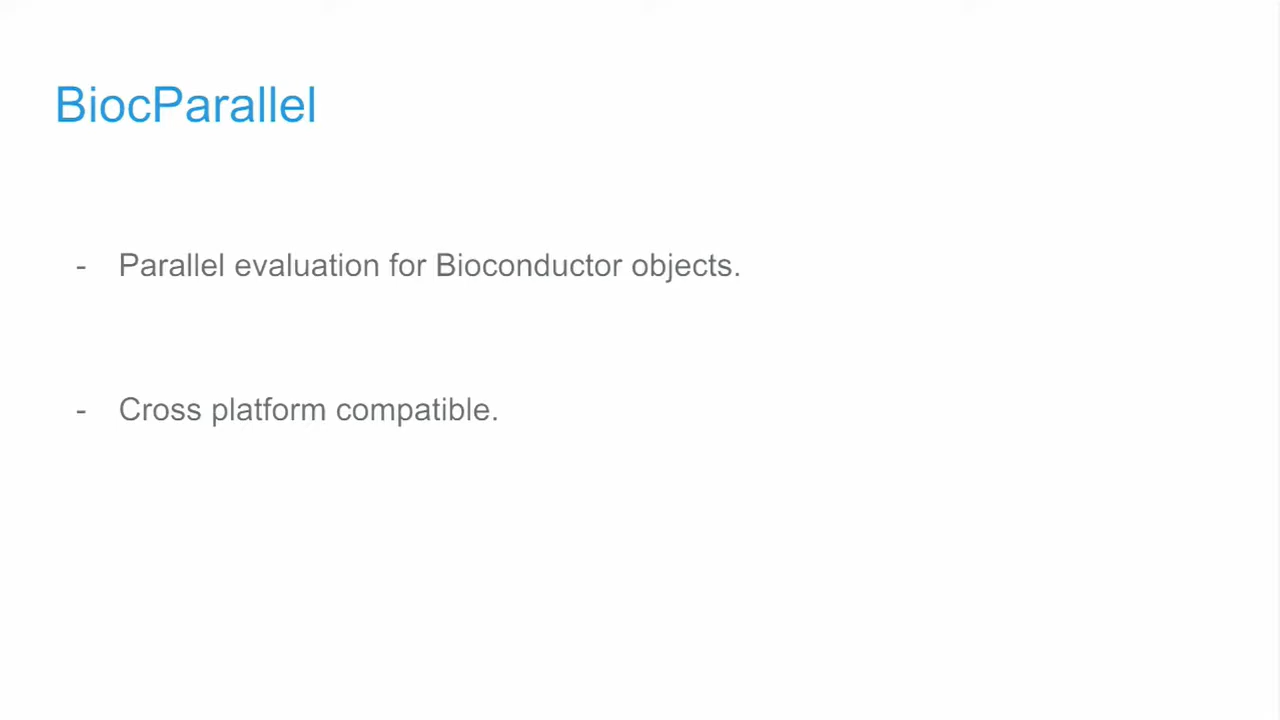 BiocParallel
- Parallel evaluation for Bioconductor objects.
- Cross platform compatible.